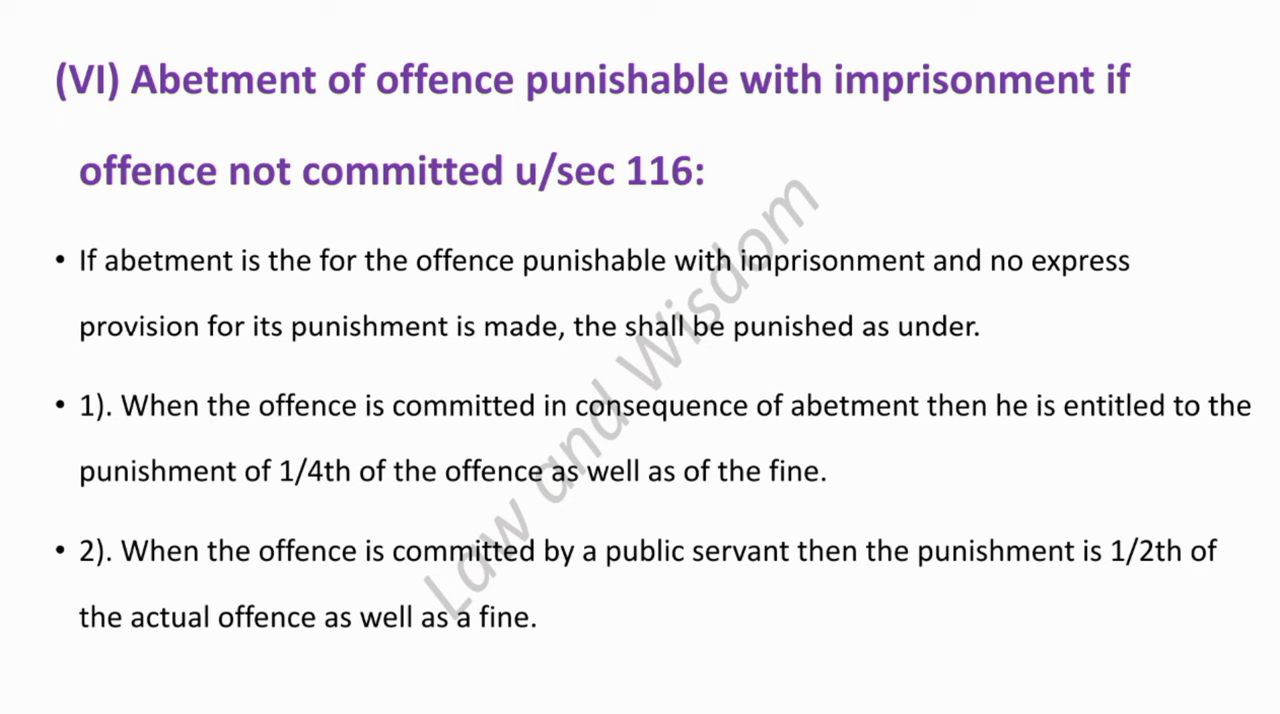 (VI) Abetment of offence punishable with imprisonment if
offence not committed u/sec 116:
• If abetment is the for the offence punishable with imprisonment and no express
provision for its punishment is made, the shall be punished as under.
• 1). When the offence is committed in consequence of abetment then he is entitled to the
punishment of 1/4th of the offence as well as of the fine.
• 2). When the offence is committed by a public servant then the punishment is 1/2th of
the actual offence as well as a fine.
Law and Wisdom